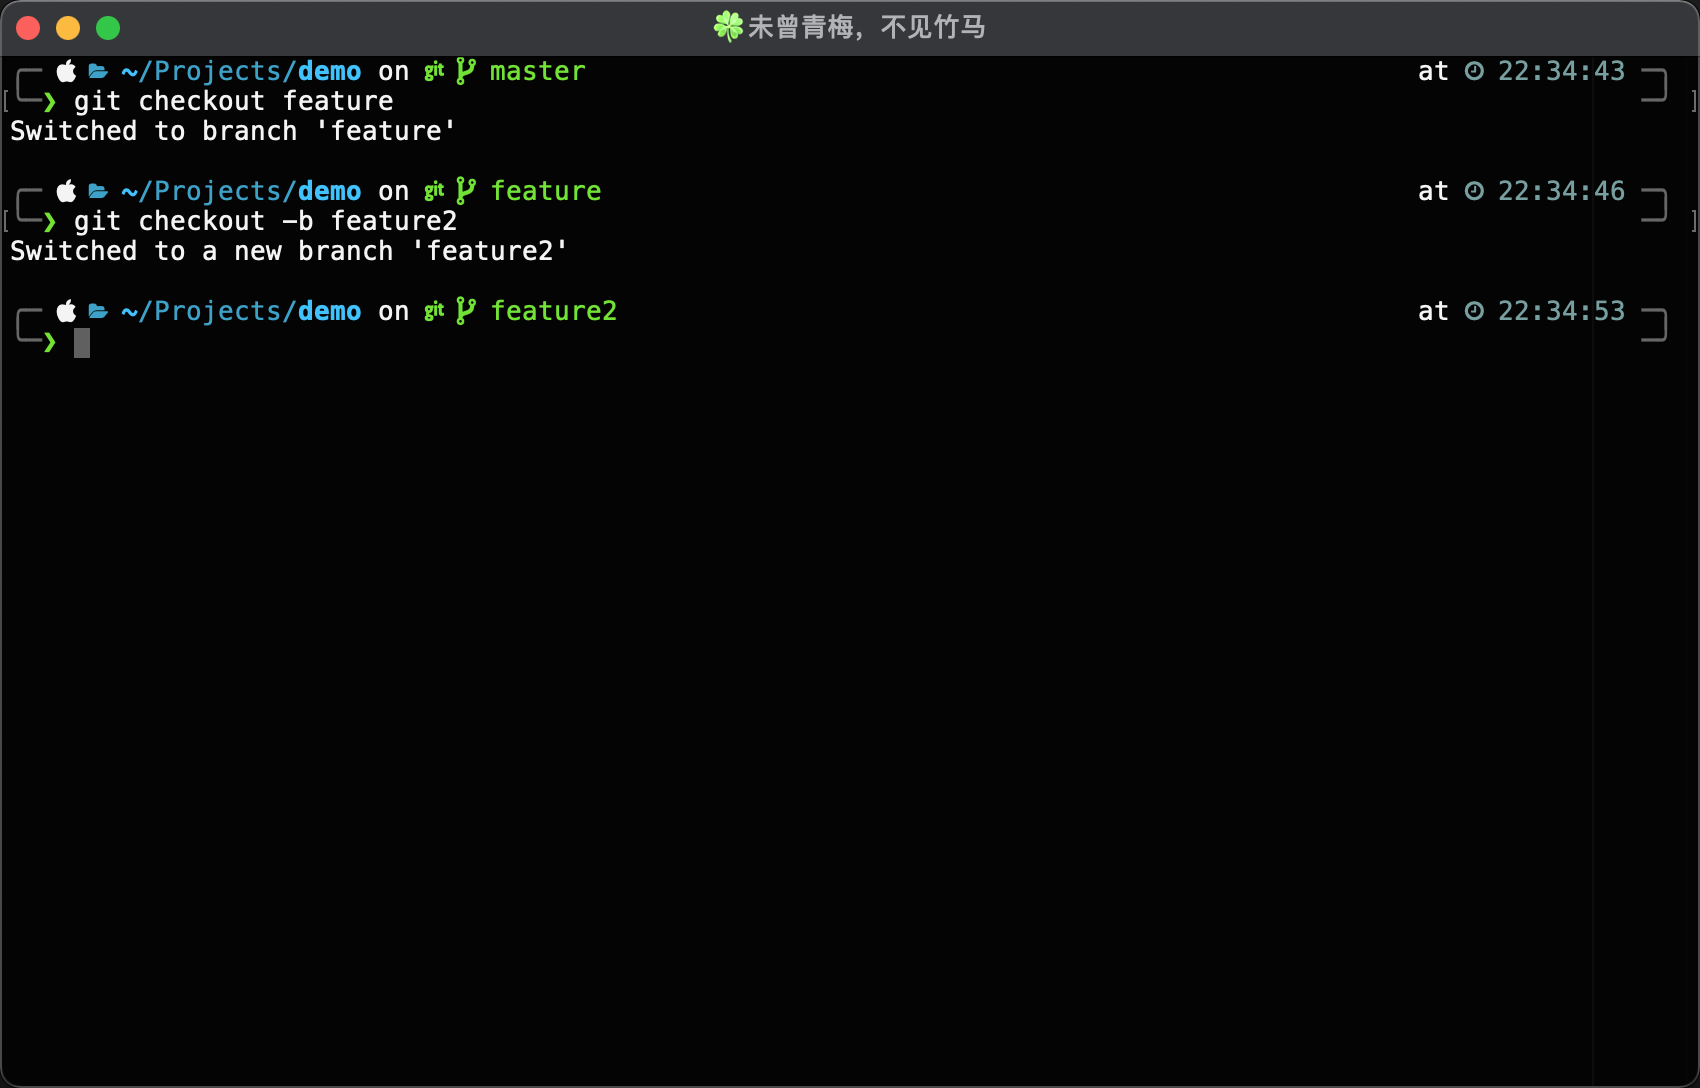 🍀未曾青梅，不见竹马
~/Projects/demo on git master at 22:34:43
❯ git checkout feature
Switched to branch 'feature'
~/Projects/demo on git feature at 22:34:46
❯ git checkout -b feature2
Switched to a new branch 'feature2'
~/Projects/demo on git feature2 at 22:34:53
❯